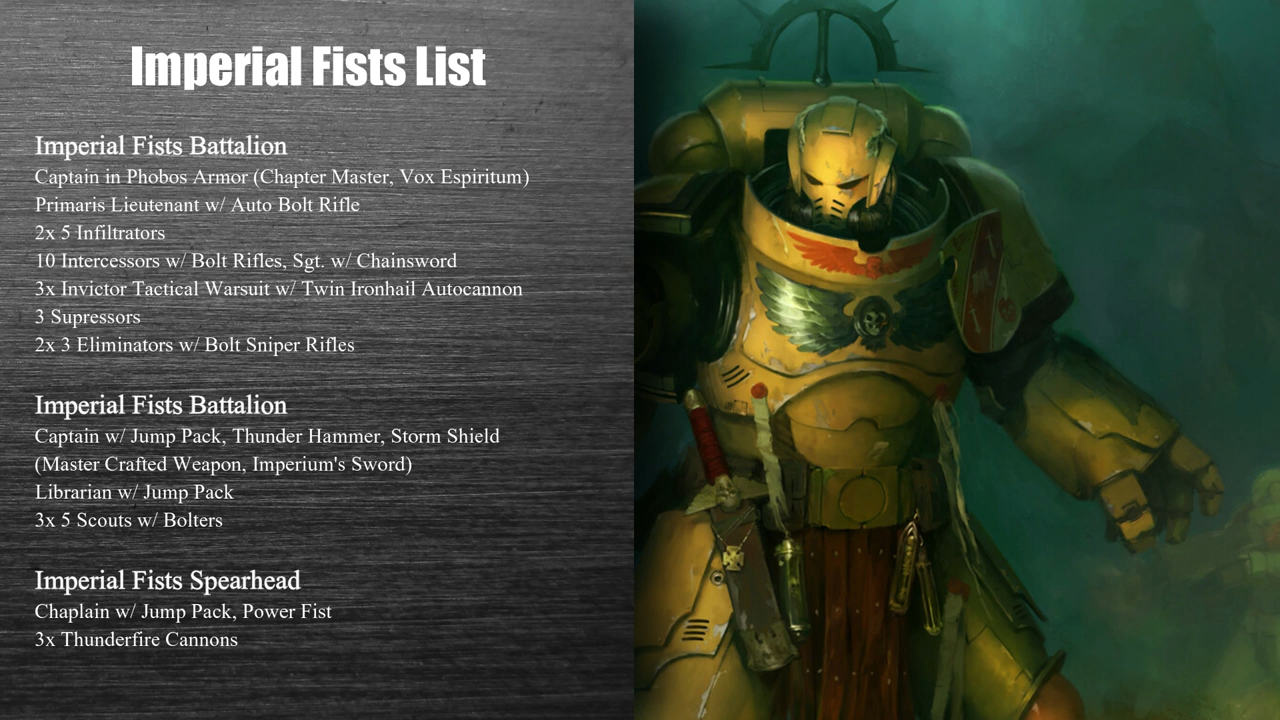 Imperial Fists List
Imperial Fists Battalion
Captain in Phobos Armor (Chapter Master, Vox Espiritum)
Primaris Lieutenant w/ Auto Bolt Rifle
2x 5 Infiltrators
10 Intercessors w/ Bolt Rifles, Sgt. w/ Chainsword
3x Invictor Tactical Warsuit w/ Twin Ironhail Autocannon
3 Supressors
2x 3 Eliminators w/ Bolt Sniper Rifles
Imperial Fists Battalion
Captain w/ Jump Pack, Thunder Hammer, Storm Shield
(Master Crafted Weapon, Imperium's Sword)
Librarian w/ Jump Pack
3x 5 Scouts w/ Bolters
Imperial Fists Spearhead
Chaplain w/ Jump Pack, Power Fist
3x Thunderfire Cannons